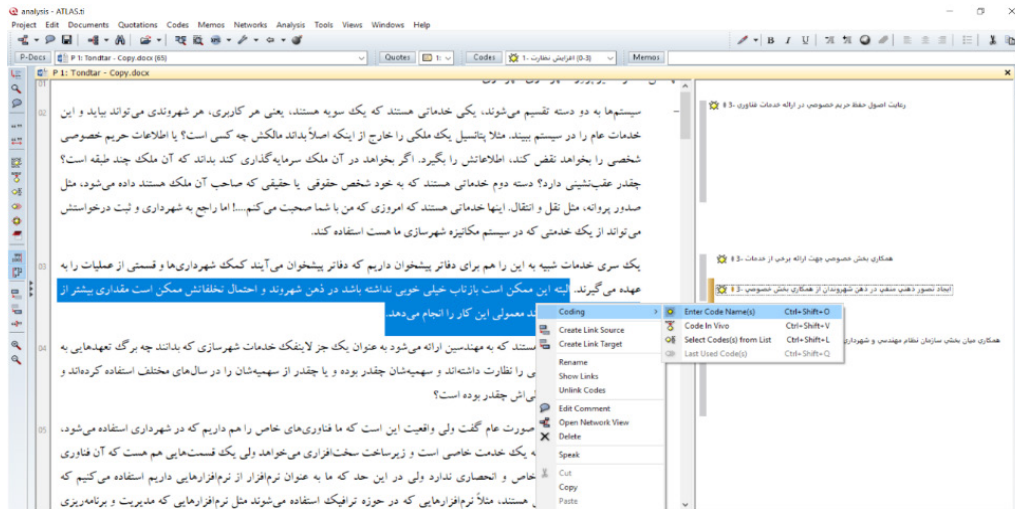 analysis - ATLAS.ti
Project Edit Documents Quotations Codes Memos Networks Analysis Tools Views Windows Help
P-Docs P 1: Tondtar - Copy.docx (65) Quotes 1: Codes افزایش نظارت -1 (0-3) Memos
P 1: Tondtar - Copy.docx
01
02 سیستم‌ها به دو دسته تقسیم می‌شوند، یکی خدماتی هستند که یک سویه هستند، یعنی هر کاربری، هر شهروندی می‌تواند بیاید و این
خدمات عام را در سیستم ببیند. مثلا پتانسیل یک ملکی را خارج از اینکه اصلاً بداند مالکش چه کسی است؟ یا اطلاعات حریم خصوصی
شخصی را بخواهد نقض کند، اطلاعاتش را بگیرد. اگر بخواهد در آن ملک سرمایه‌گذاری کند بداند که آن ملک چند طبقه است؟
چقدر عقب‌نشینی دارد؟ دسته دوم خدماتی هستند که به خود شخص حقوقی یا حقیقی که صاحب آن ملک هستند داده می‌شود، مثل
صدور پروانه، مثل نقل و انتقال. اینها خدماتی هستند که امروزی که من با شما صحبت می‌کنم....! اما راجع به شهرداری و ثبت درخواستش
می‌تواند از یک خدمتی که در سیستم مکانیزه شهرسازی ما هست استفاده کند.
رعایت اصول حفظ حریم خصوصی در ارائه خدمات فناوری -3
03 یک سری خدمات شبیه به این را هم برای دفاتر پیشخوان داریم که دفاتر پیشخوان می‌آیند کمک شهرداری‌ها و قسمتی از عملیات را به
عهده می‌گیرند. البته این ممکن است بازتاب خیلی خوبی نداشته باشد در ذهن شهروند و احتمال تخلفاتش ممکن است مقداری بیشتر از
معمولی این کار را انجام می‌دهد.
همکاری بخش خصوصی جهت ارائه برخی از خدمات -3
ایجاد تصور ذهنی منفی در ذهن شهروندان از همکاری بخش خصوصی -3
04 هستند که به مهندسین ارائه می‌شود به عنوان یک جز لاینفک خدمات شهرسازی که بدانند چه برگ تعهدهایی به
را نظارت داشته‌اند و سهمیه‌شان چقدر بوده و یا چقدر از سهمیه‌شان را در سال‌های مختلف استفاده کرده‌اند و
چقدر بوده است؟
همکاری میان بخشی سازمان نظام مهندسی و شهرداری
05 صورت عام گفت ولی واقعیت این است که ما فناوری‌های خاص را هم داریم که در شهرداری استفاده می‌شود،
یک خدمت خاصی است و زیرساخت سخت‌افزاری می‌خواهد ولی یک قسمت‌هایی هم هست که آن فناوری
خاص و انحصاری ندارد ولی در این حد که ما به عنوان نرم‌افزار از نرم‌افزارهایی داریم استفاده می‌کنیم که
هستند، مثلاً نرم‌افزارهایی که در حوزه ترافیک استفاده می‌شوند مثل نرم‌افزارهایی که مدیریت و برنامه‌ریزی
Coding
Enter Code Name(s) Ctrl+Shift+O
Code In Vivo Ctrl+Shift+V
Select Codes(s) from List Ctrl+Shift+L
Last Used Code(s) Ctrl+Shift+Q
Create Link Source
Create Link Target
Rename
Show Links
Unlink Codes
Edit Comment
Open Network View
Delete
Speak
Cut
Copy
Paste